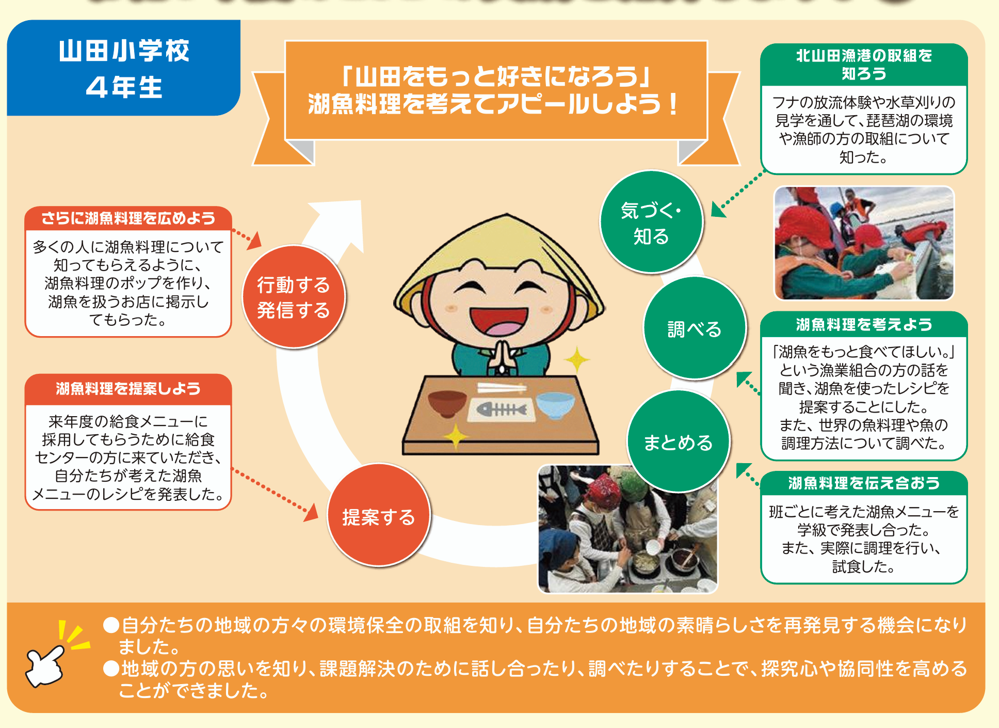 山田小学校
4年生
「山田をもっと好きになろう」
湖魚料理を考えてアピールしよう！
北山田漁港の取組を
知ろう
フナの放流体験や水草刈りの
見学を通して、琵琶湖の環境
や漁師の方の取組について
知った。
気づく・
知る
調べる
湖魚料理を考えよう
「湖魚をもっと食べてほしい。」
という漁業組合の方の話を
聞き、湖魚を使ったレシピを
提案することにした。
また、世界の魚料理や魚の
調理方法について調べた。
まとめる
湖魚料理を伝え合おう
班ごとに考えた湖魚メニューを
学級で発表し合った。
また、実際に調理を行い、
試食した。
提案する
湖魚料理を提案しよう
来年度の給食メニューに
採用してもらうために給食
センターの方に来ていただき、
自分たちが考えた湖魚
メニューのレシピを発表した。
行動する
発信する
さらに湖魚料理を広めよう
多くの人に湖魚料理について
知ってもらえるように、
湖魚料理のポップを作り、
湖魚を扱うお店に掲示し
てもらった。
●自分たちの地域の方々の環境保全の取組を知り、自分たちの地域の素晴らしさを再発見する機会になり
ました。
●地域の方の思いを知り、課題解決のために話し合ったり、調べたりすることで、探究心や協同性を高める
ことができました。